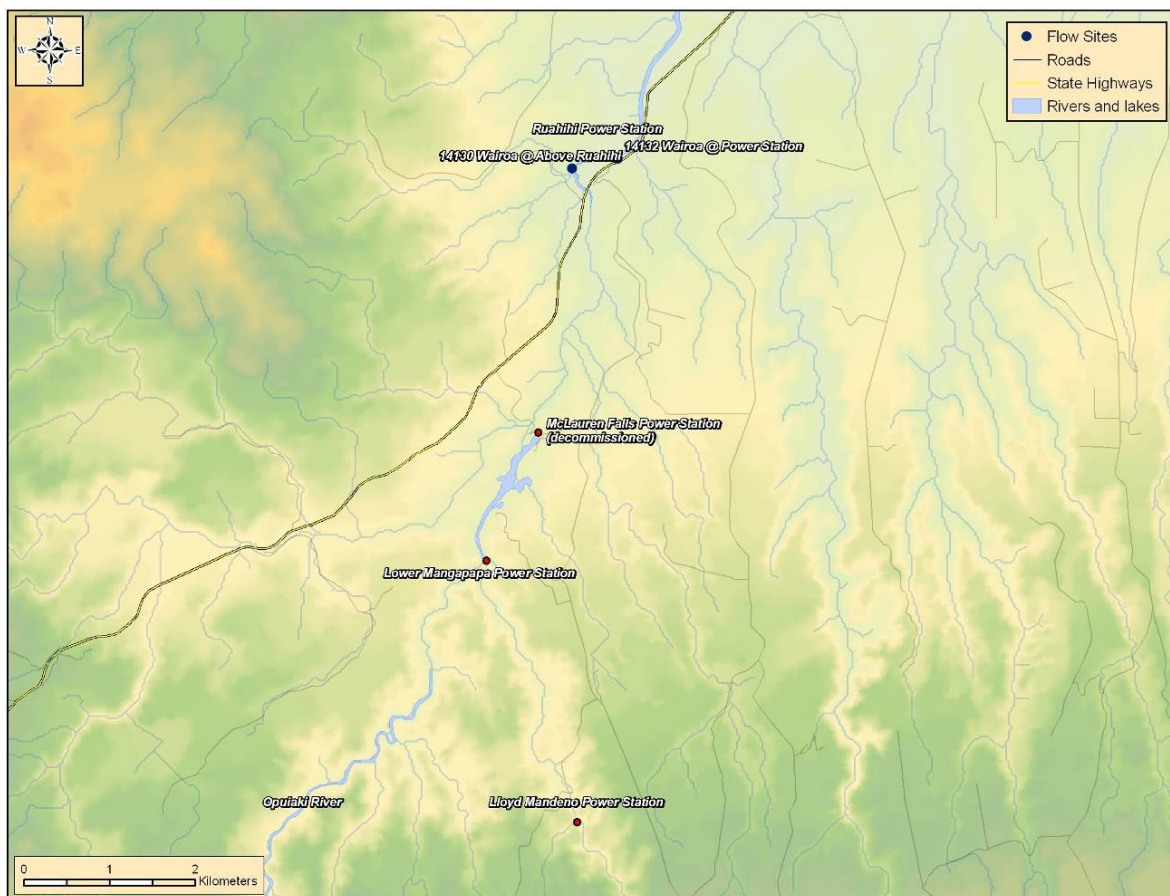 N
W E
S
Flow Sites
Roads
State Highways
Rivers and lakes
Ruahihi Power Station
14132 Wairoa @ Power Station
14130 Wairoa @ Above Ruahihi
McLauren Falls Power Station
(decommissioned)
Lower Mangapapa Power Station
Opuiaki River
Lloyd Mandeno Power Station
0 1 2
Kilometers